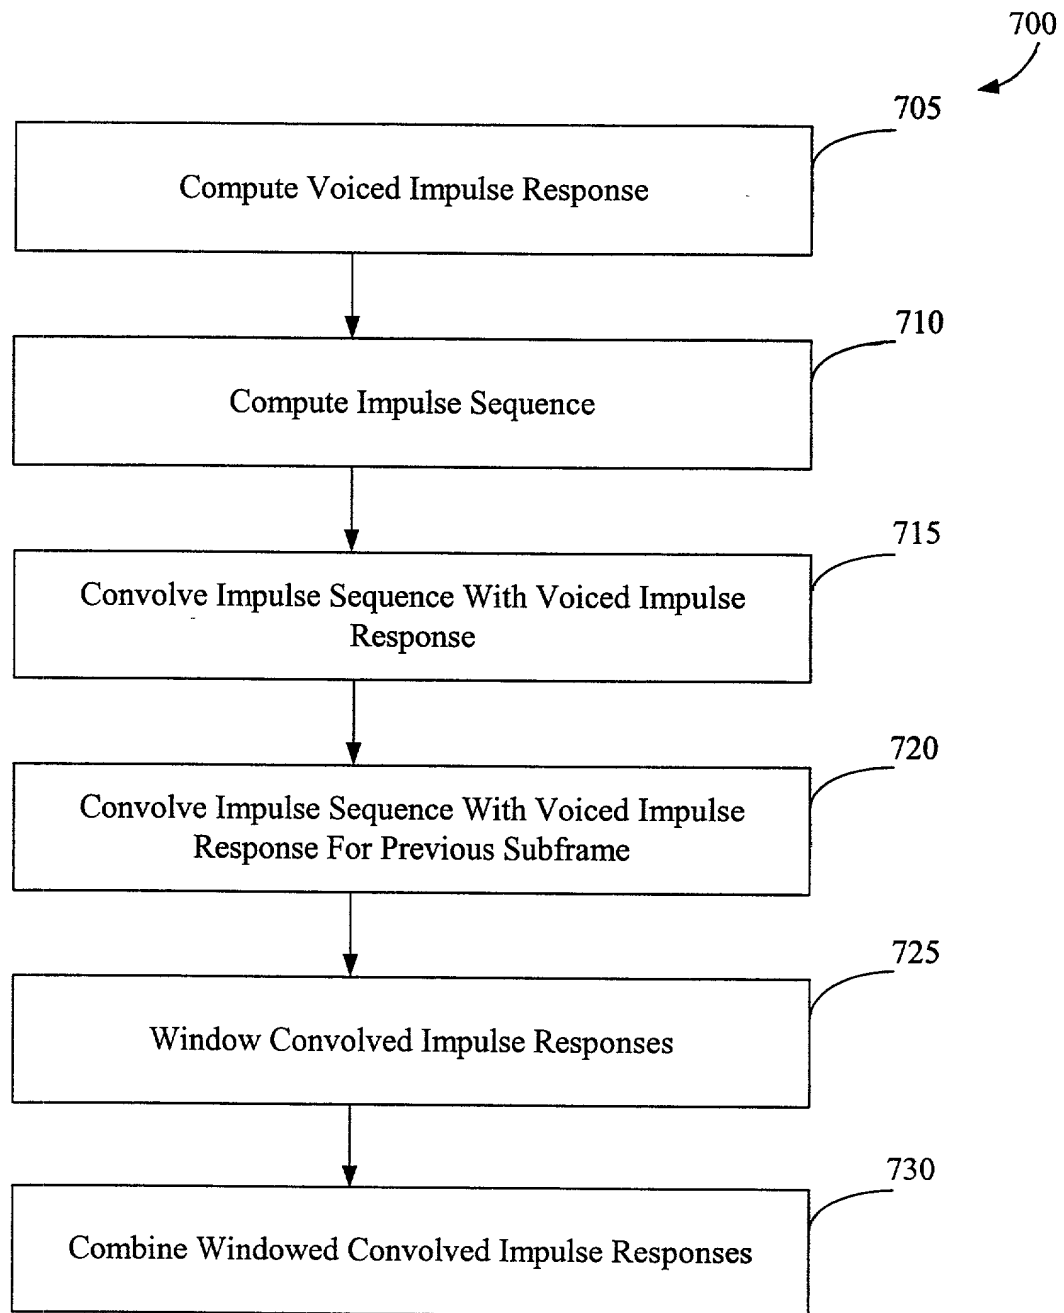 700
705
Compute Voiced Impulse Response
710
Compute Impulse Sequence
715
Convolve Impulse Sequence With Voiced Impulse
Response
720
Convolve Impulse Sequence With Voiced Impulse
Response For Previous Subframe
725
Window Convolved Impulse Responses
730
Combine Windowed Convolved Impulse Responses